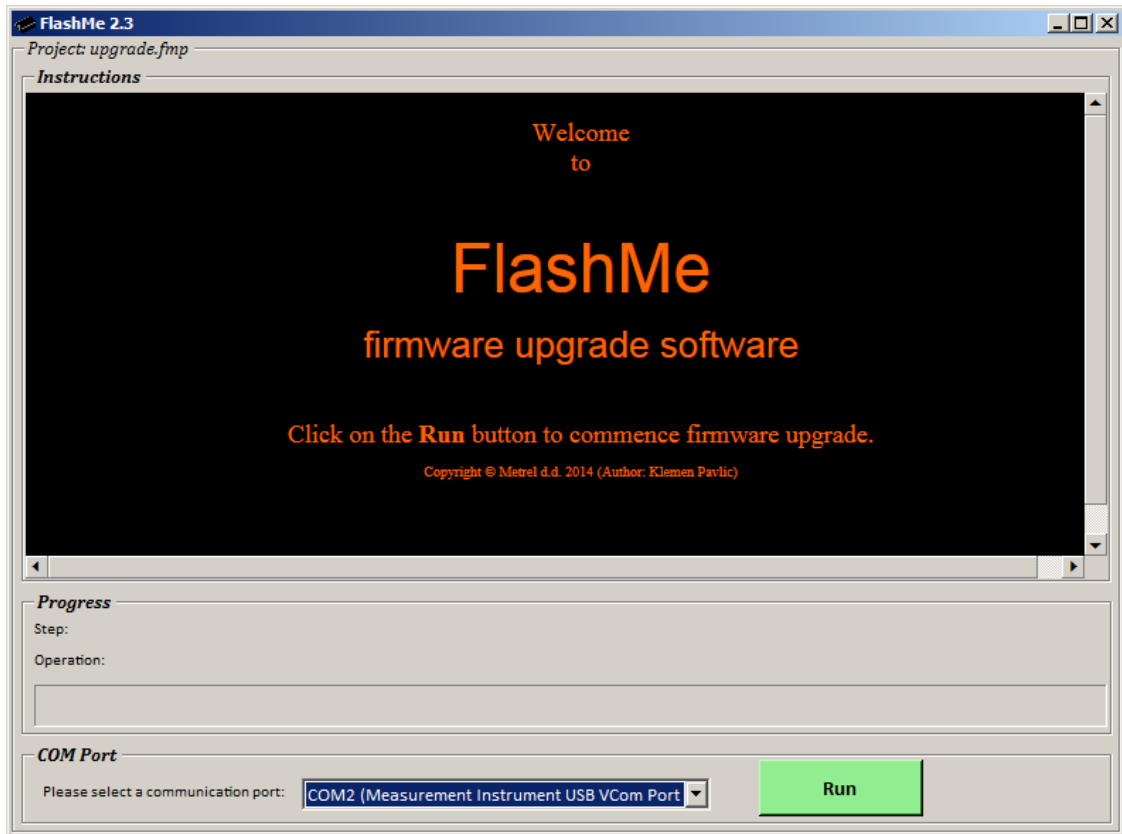 FlashMe 2.3
Project: upgrade.fmp
Instructions
Welcome
to
FlashMe
firmware upgrade software
Click on the Run button to commence firmware upgrade.
Copyright © Metrel d.d. 2014 (Author: Klemen Pavlic)
Progress
Step:
Operation:
COM Port
Please select a communication port:
COM2 (Measurement Instrument USB VCom Port
Run